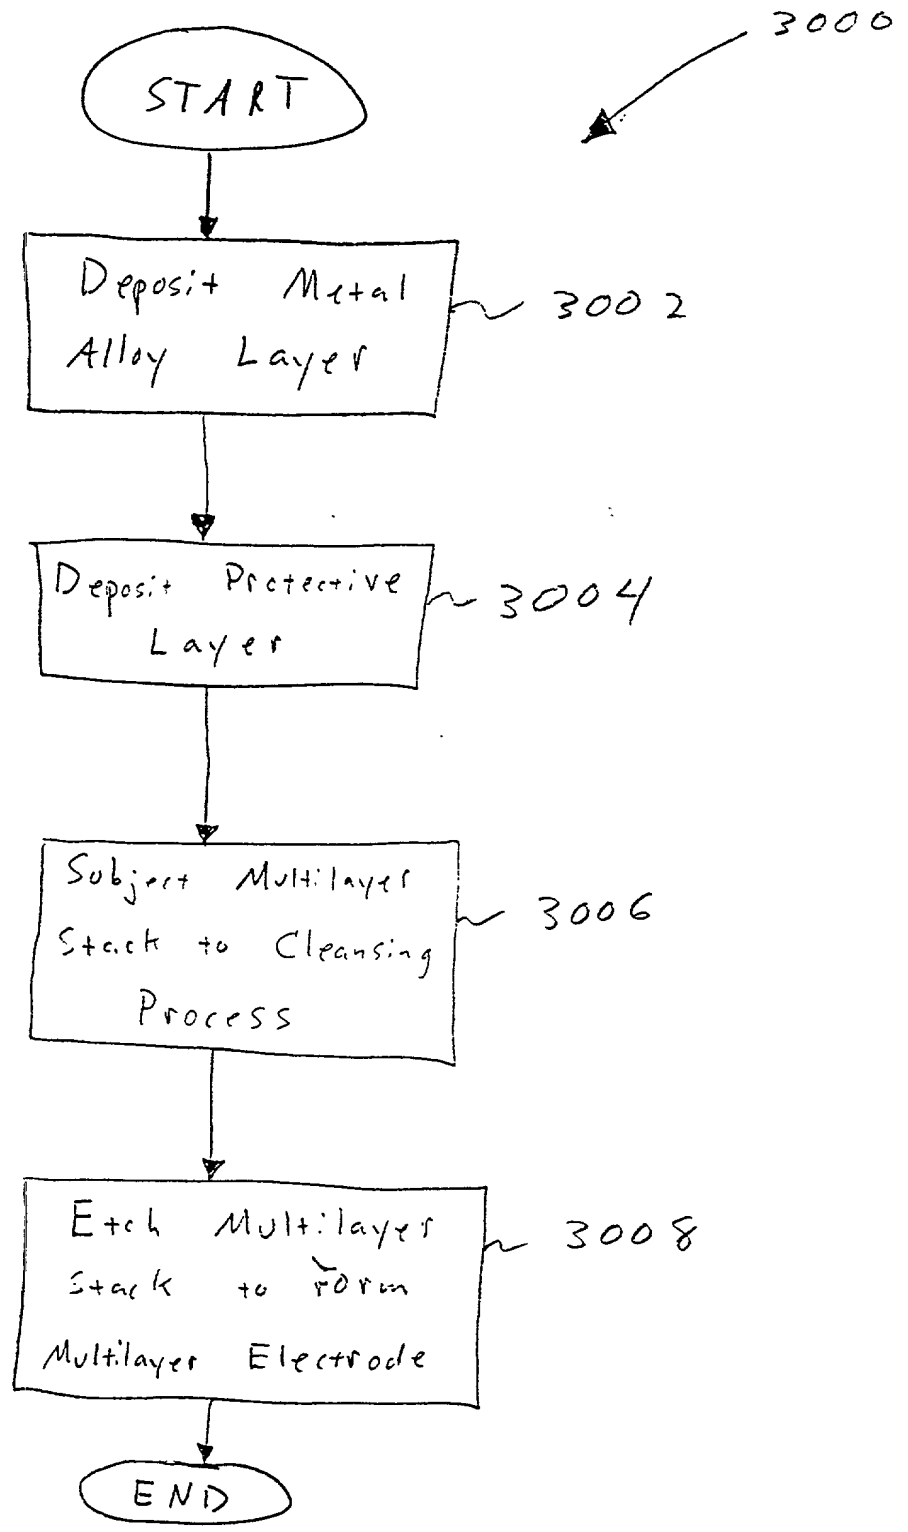 3000
START
Deposit Metal
Alloy Layer
3002
Deposit Protective
Layer
3004
Subject Multilayer
Stack to Cleansing
Process
3006
Etch Multilayer
Stack to form
Multilayer Electrode
3008
END